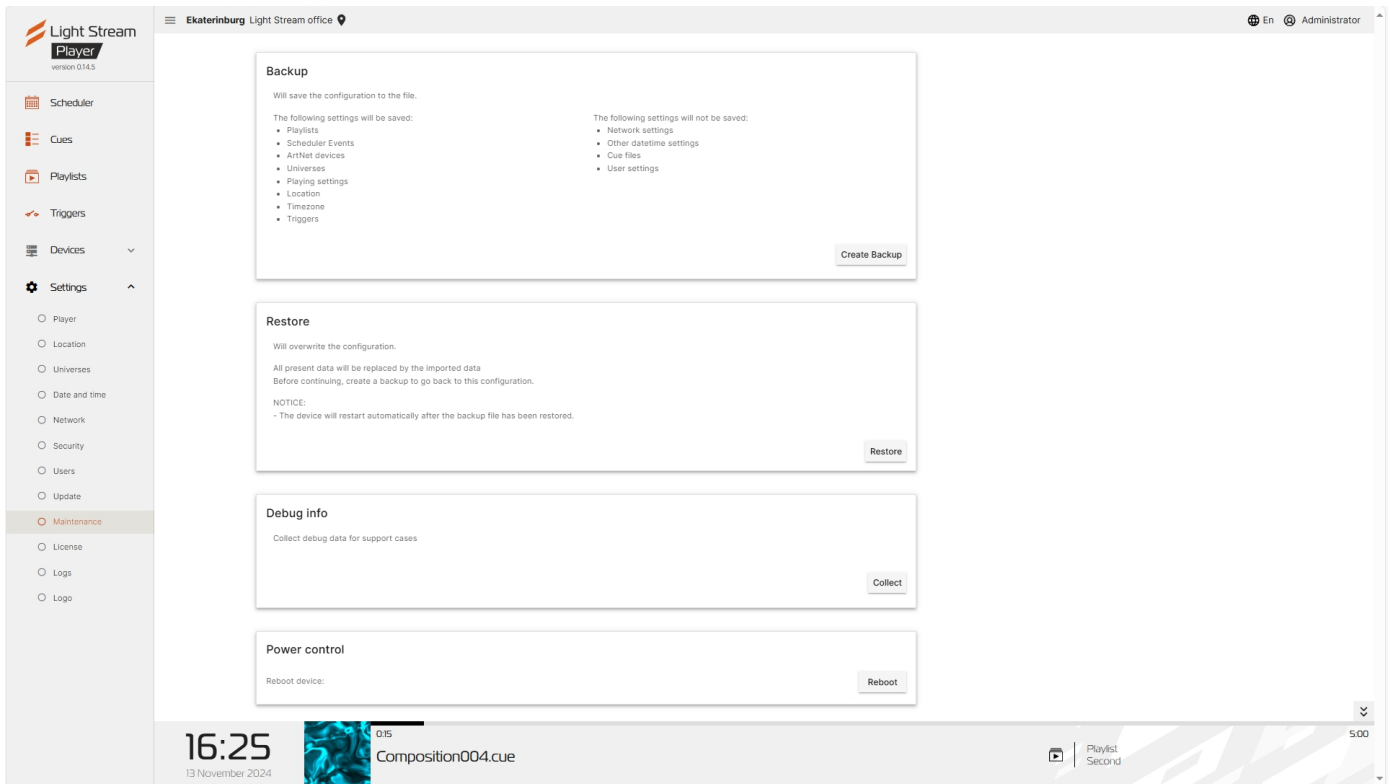 Light Stream
Player
version 0.14.5
Scheduler
Cues
Playlists
Triggers
Devices
Settings
Player
Location
Universes
Date and time
Network
Security
Users
Update
Maintenance
License
Logs
Logo
Ekaterinburg Light Stream office
En Administrator
Backup
Will save the configuration to the file.
The following settings will be saved:
Playlists
Scheduler Events
ArtNet devices
Universes
Playing settings
Location
Timezone
Triggers
The following settings will not be saved:
Network settings
Other datetime settings
Cue files
User settings
Create Backup
Restore
Will overwrite the configuration.
All present data will be replaced by the imported data
Before continuing, create a backup to go back to this configuration.
NOTICE:
- The device will restart automatically after the backup file has been restored.
Restore
Debug info
Collect debug data for support cases
Collect
Power control
Reboot device:
Reboot
16:25
13 November 2024
0:15
Composition004.cue
Playlist
Second
5:00